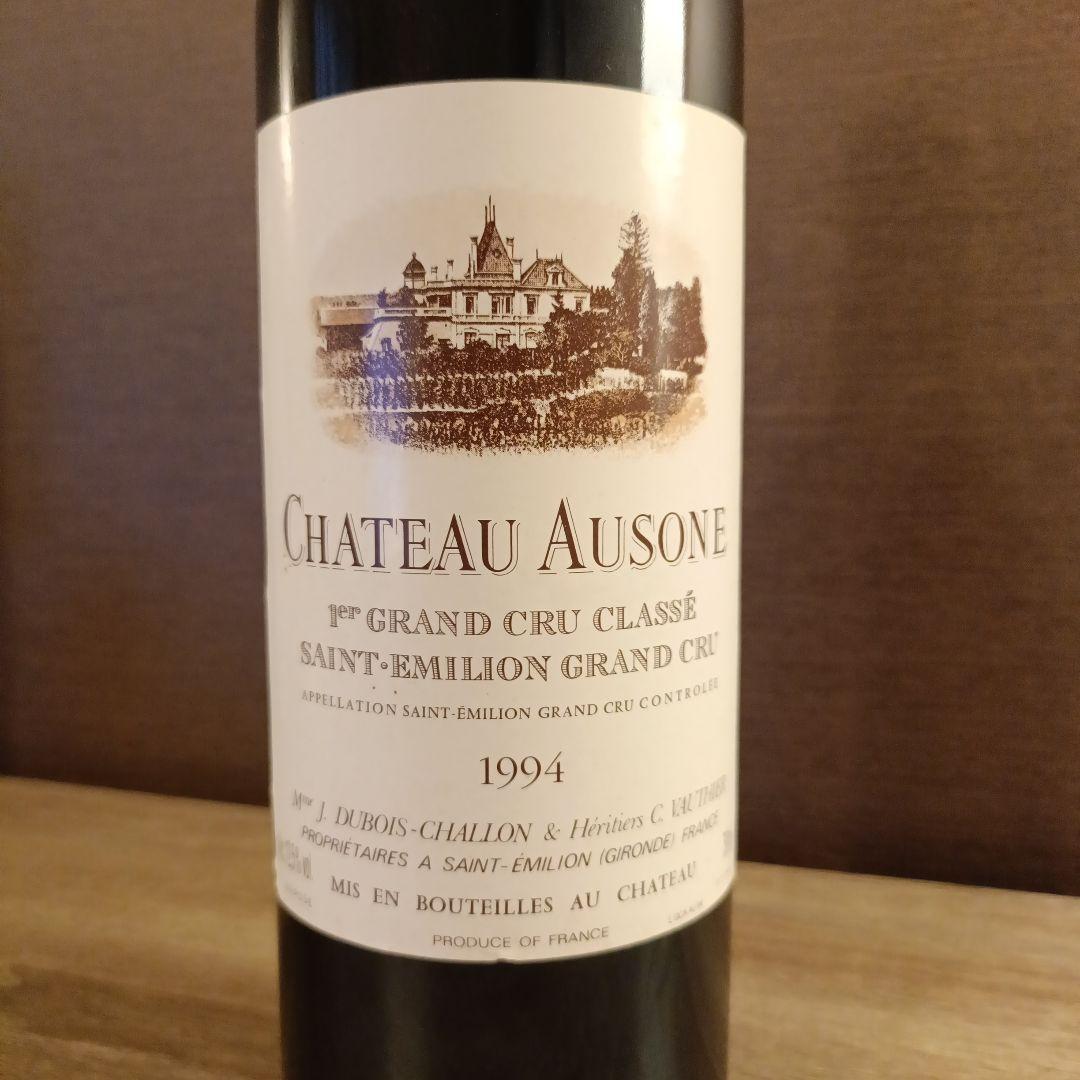 CHATEAU AUSONE
1er GRAND CRU CLASSÉ
SAINT-EMILION GRAND CRU
APPELLATION SAINT-ÉMILION GRAND CRU CONTROLÉE
1994
Mme J. DUBOIS-CHALLON & Héritiers C. VAUTHIER
PROPRIÉTAIRES A SAINT-ÉMILION (GIRONDE) FRANCE
MIS EN BOUTEILLES AU CHATEAU
PRODUCE OF FRANCE